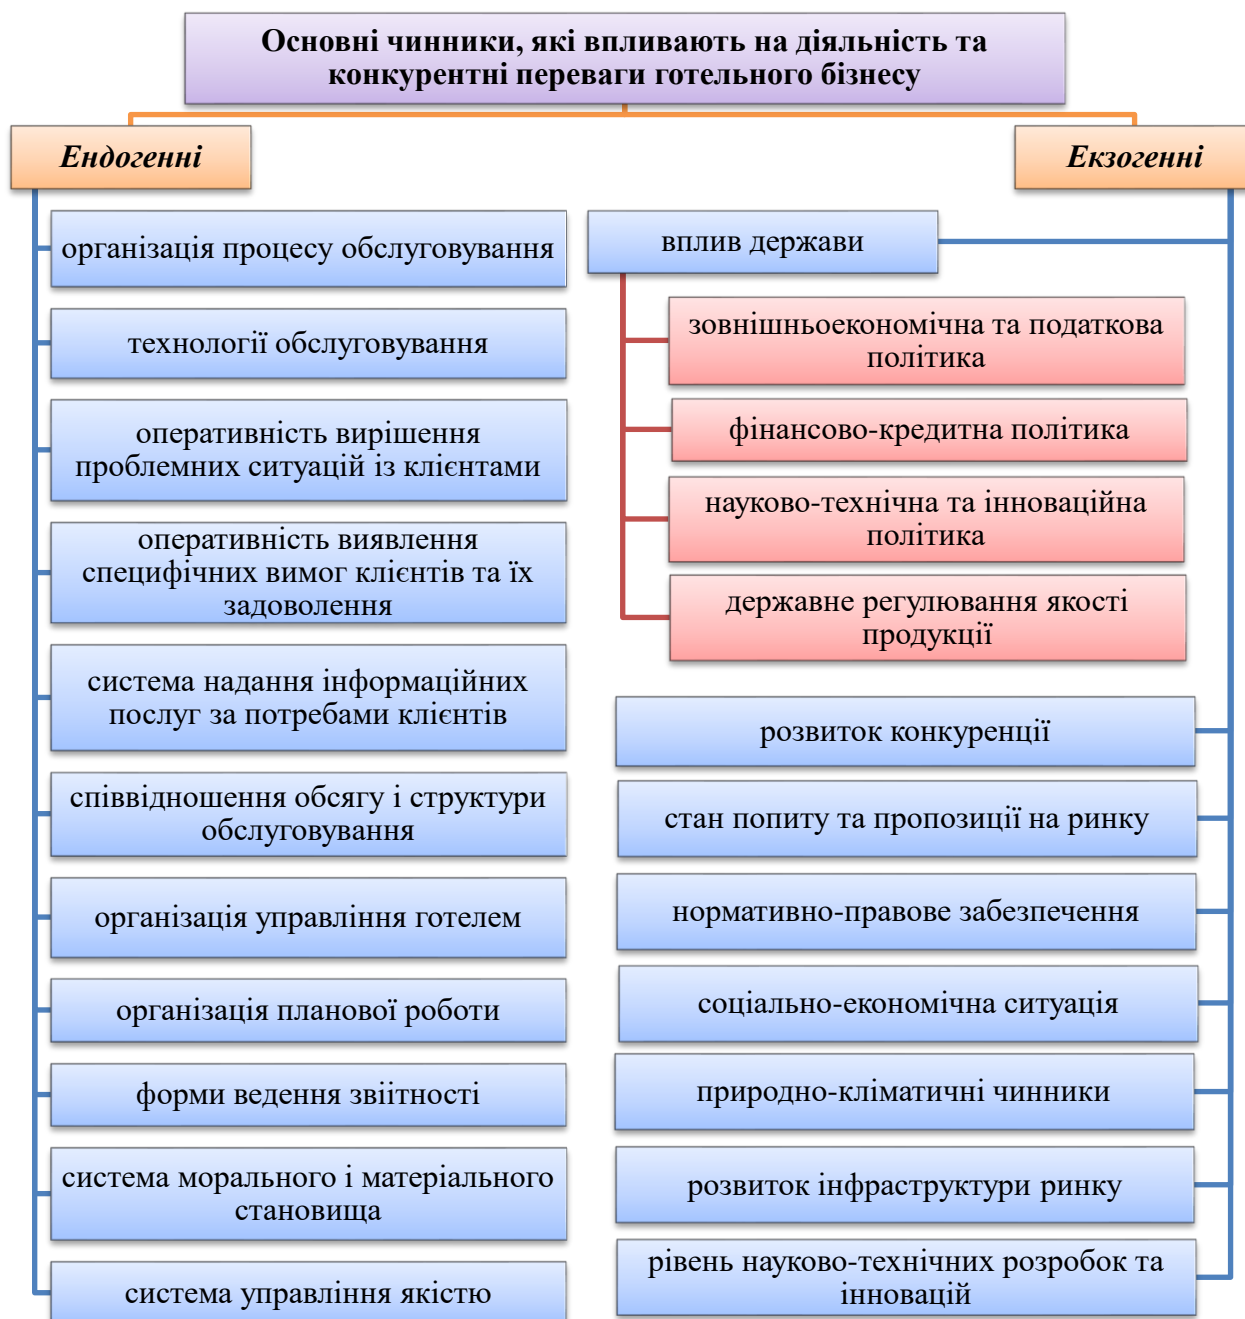 Основні чинники, які впливають на діяльність та
конкурентні переваги готельного бізнесу
Ендогенні
організація процесу обслуговування
технології обслуговування
оперативність вирішення
проблемних ситуацій із клієнтами
оперативність виявлення
специфічних вимог клієнтів та їх
задоволення
система надання інформаційних
послуг за потребами клієнтів
співвідношення обсягу і структури
обслуговування
організація управління готелем
організація планової роботи
форми ведення звіітності
система морального і матеріального
становища
система управління якістю
Екзогенні
вплив держави
зовнішньоекономічна та податкова
політика
фінансово-кредитна політика
науково-технічна та інноваційна
політика
державне регулювання якості
продукції
розвиток конкуренції
стан попиту та пропозиції на ринку
нормативно-правове забезпечення
соціально-економічна ситуація
природно-кліматичні чинники
розвиток інфраструктури ринку
рівень науково-технічних розробок та
інновацій